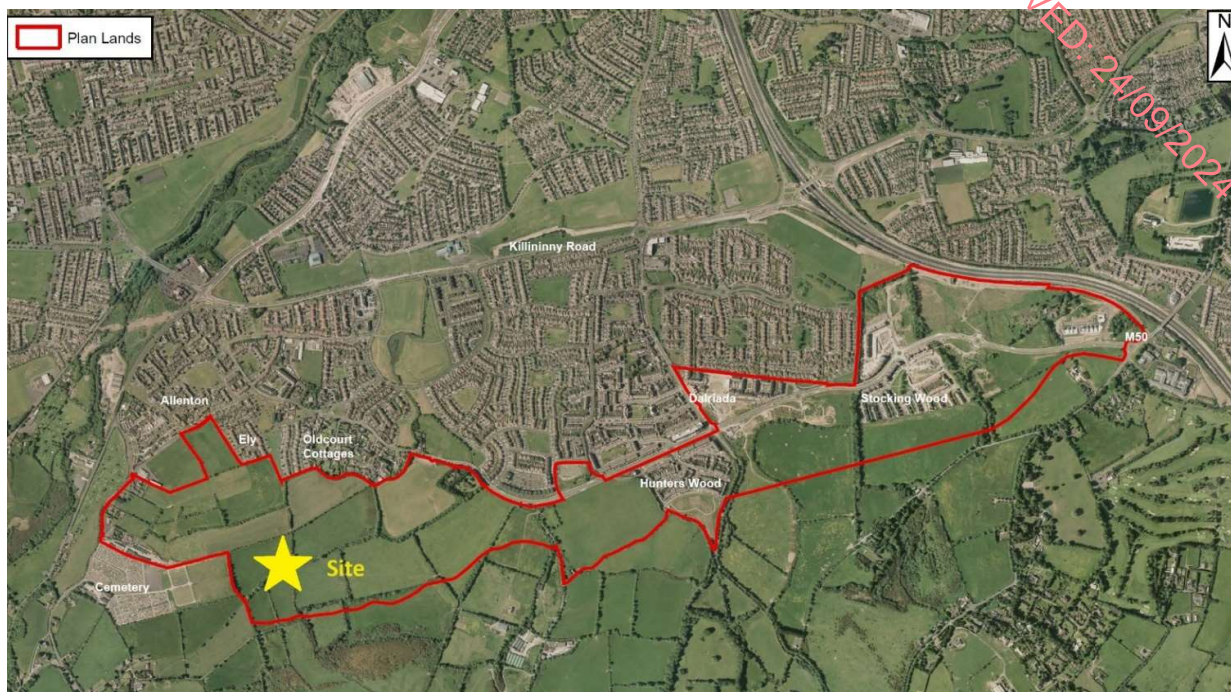 Plan Lands
VED: 24/09/2024
N
Killininny Road
M50
Dalriada
Stocking Wood
Allenton
Ely
Oldcourt
Cottages
Hunters Wood
Site
Cemetery